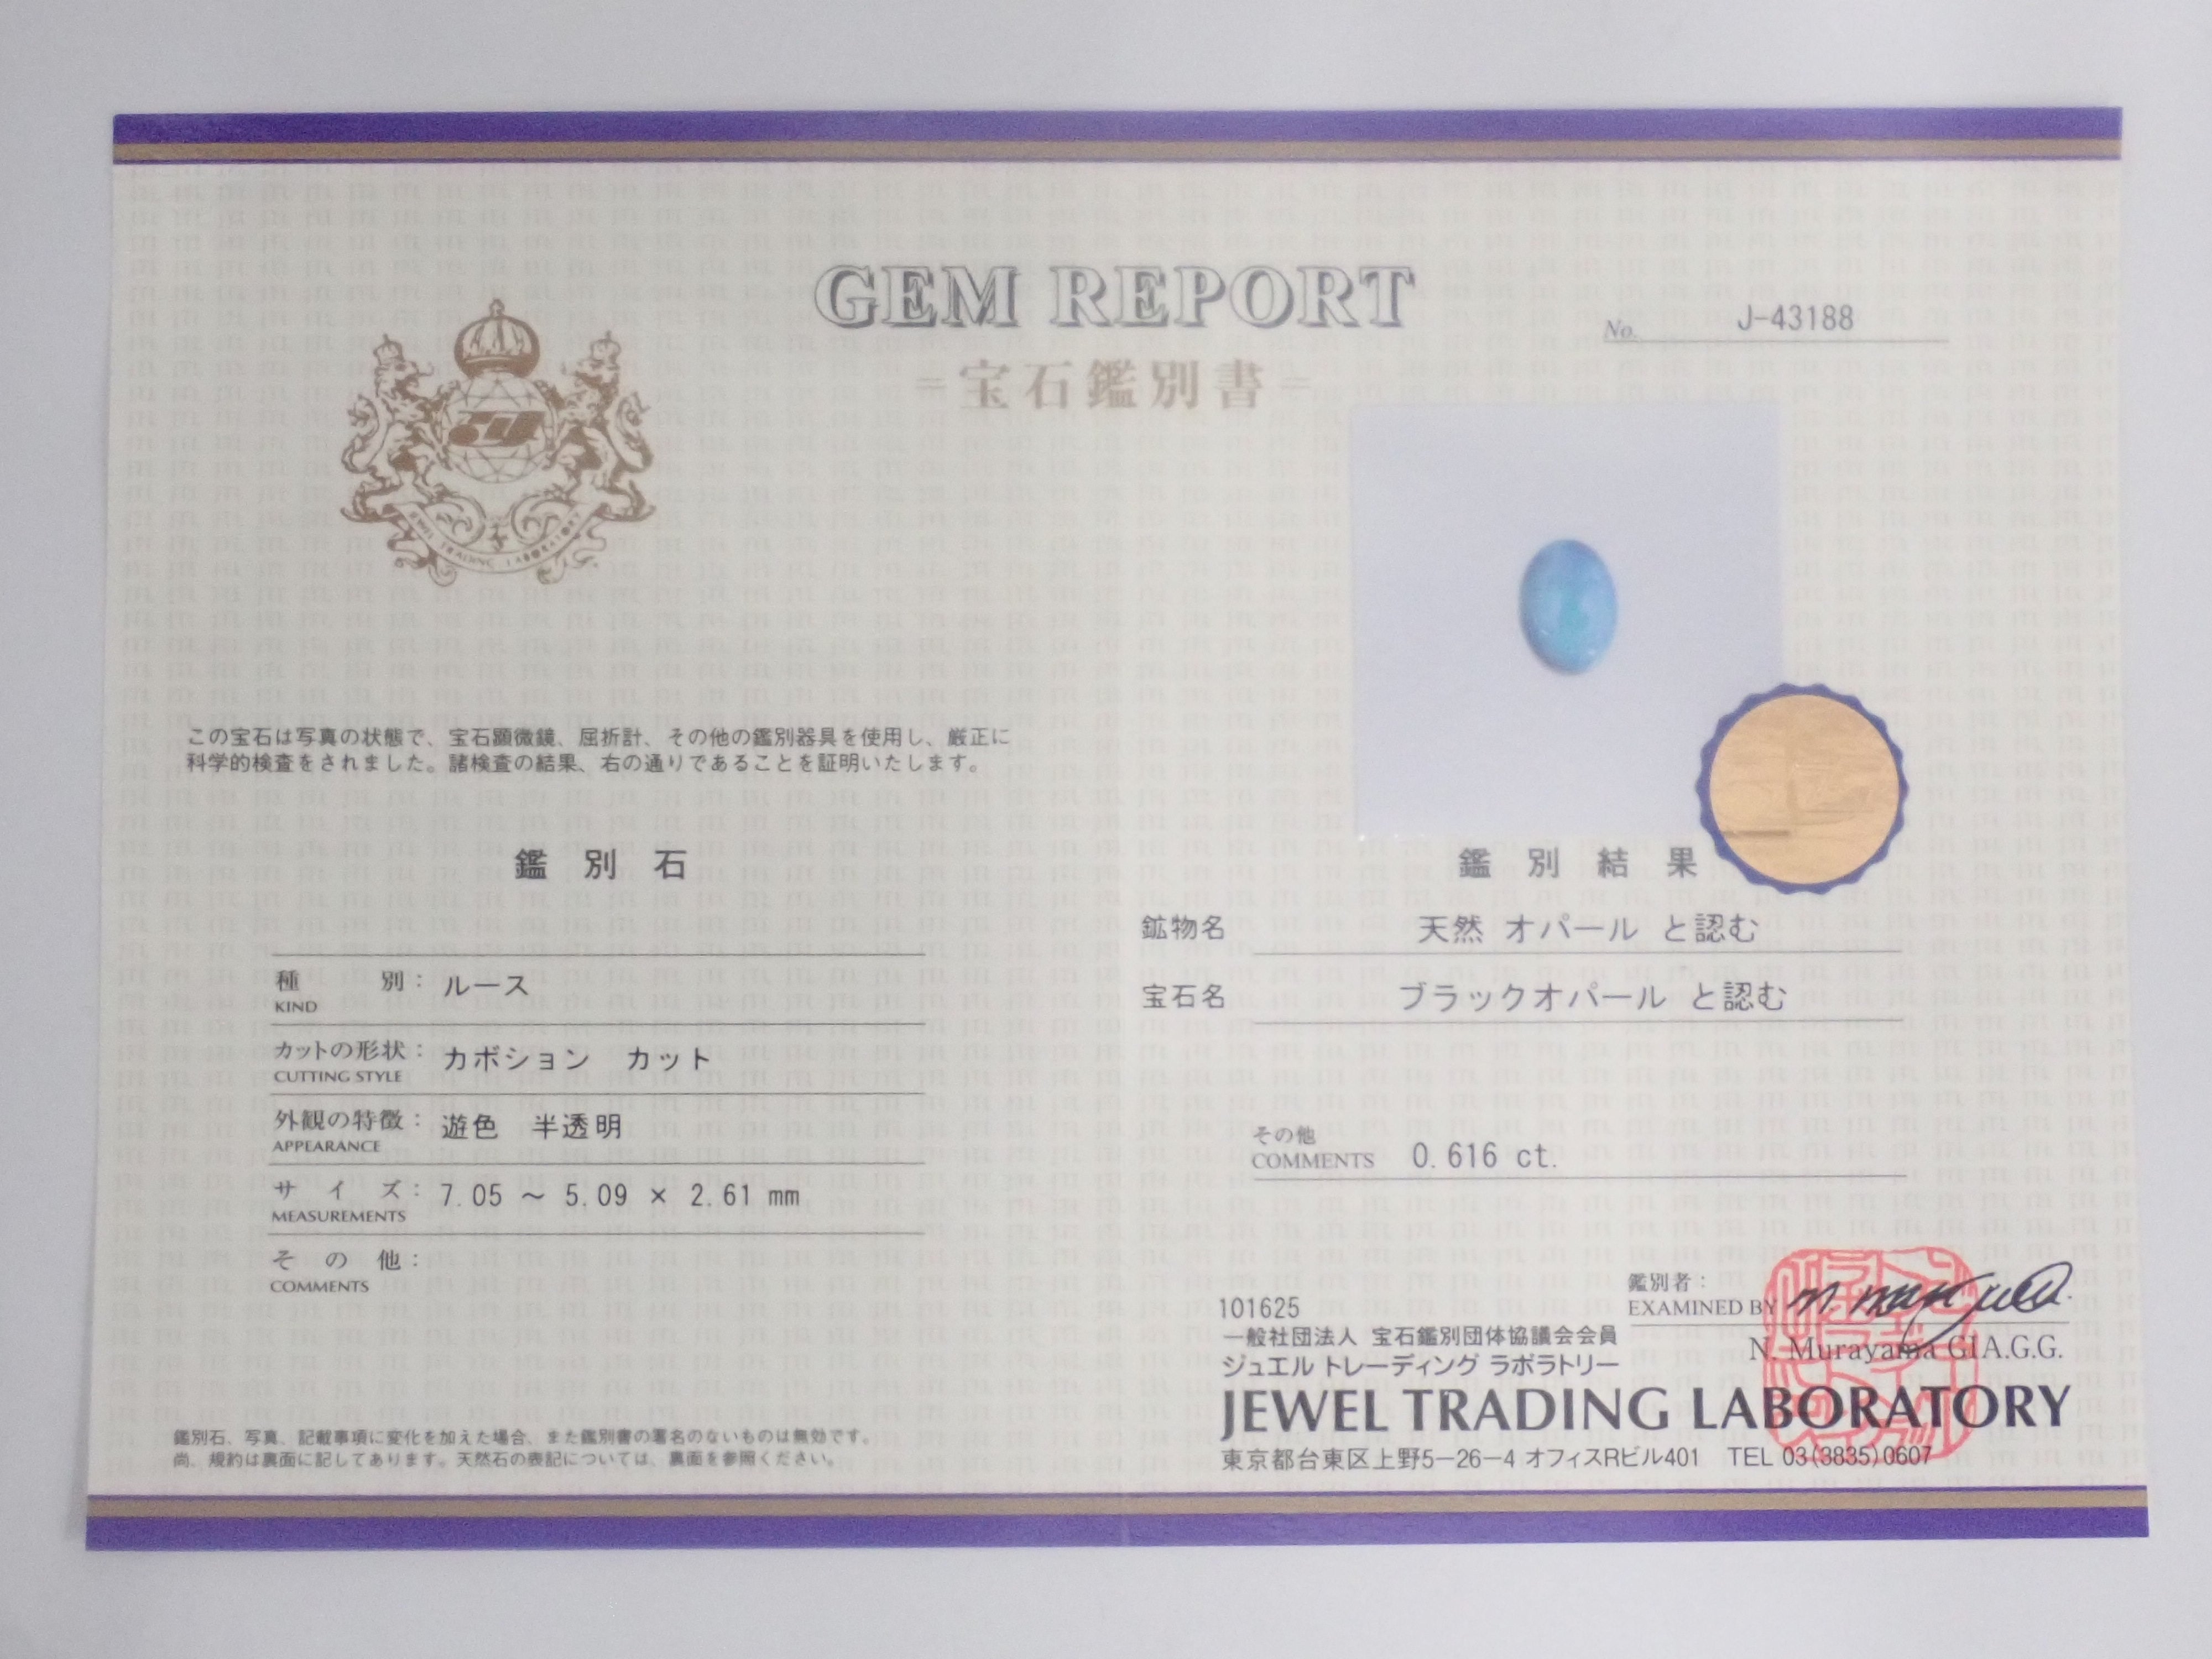 GEM REPORT
No. J-43188
=宝石鑑別書=
JEWEL TRADING LABORATORY
この宝石は写真の状態で、宝石顕微鏡、屈折計、その他の鑑別器具を使用し、厳正に
科学的検査をされました。諸検査の結果、右の通りであることを証明いたします。
鑑別石
種別: ルース
KIND
カットの形状: カボション カット
CUTTING STYLE
外観の特徴: 遊色 半透明
APPEARANCE
サイズ: 7.05 ～ 5.09 × 2.61 mm
MEASUREMENTS
その他:
COMMENTS
鑑別石、写真、記載事項に変化を加えた場合、また鑑別書の署名のないものは無効です。
尚、規約は裏面に記してあります。天然石の表記については、裏面を参照ください。
鑑別結果
鉱物名 天然 オパール と認む
宝石名 ブラックオパール と認む
その他
COMMENTS 0.616 ct.
鑑別者:
EXAMINED BY
N. Murayama GIA.G.G.
101625
一般社団法人 宝石鑑別団体協議会会員
ジュエル トレーディング ラボラトリー
JEWEL TRADING LABORATORY
東京都台東区上野5-26-4 オフィスRビル401 TEL 03(3835)0607